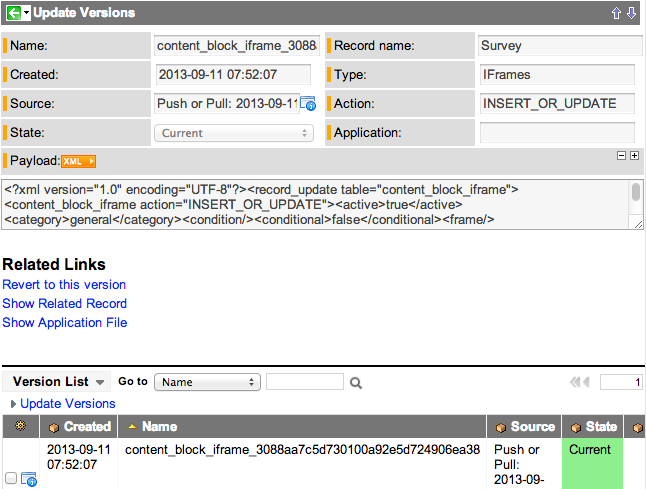 Update Versions
Name: content_block_iframe_3088 Record name: Survey
Created: 2013-09-11 07:52:07 Type: IFrames
Source: Push or Pull: 2013-09-11 Action: INSERT_OR_UPDATE
State: Current Application:
Payload: XML
<?xml version="1.0" encoding="UTF-8"?><record_update table="content_block_iframe">
<content_block_iframe action="INSERT_OR_UPDATE"><active>true</active>
<category>general</category><condition/><conditional>false</conditional><frame/>
Related Links
Revert to this version
Show Related Record
Show Application File
Version List Go to Name 1
Update Versions
Created Name Source State
2013-09-11 content_block_iframe_3088aa7c5d730100a92e5d724906ea38 Push or Current
07:52:07 Pull:
2013-09-